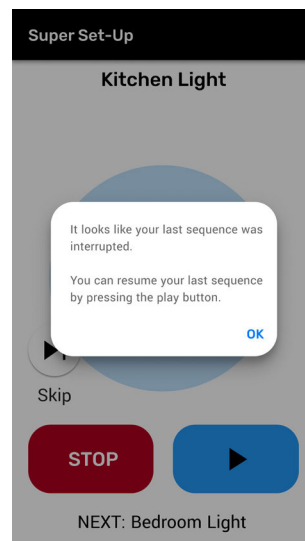 Super Set-Up
Kitchen Light
It looks like your last sequence was
interrupted.
You can resume your last sequence
by pressing the play button.
OK
Skip
STOP
NEXT: Bedroom Light